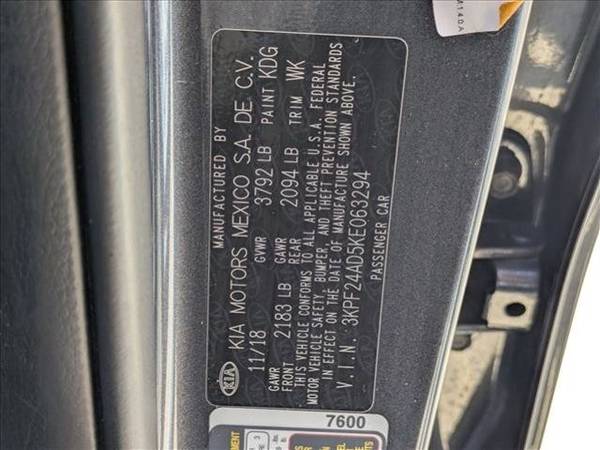 MANUFACTURED BY
KIA KIA MOTORS MEXICO S.A. DE C.V.
11/18 GVWR 3792 LB PAINT KDG
GAWR FRONT 2183 LB GAWR REAR 2094 LB TRIM WK
THIS VEHICLE CONFORMS TO ALL APPLICABLE U.S.A. FEDERAL
MOTOR VEHICLE SAFETY, BUMPER, AND THEFT PREVENTION STANDARDS
IN EFFECT ON THE DATE OF MANUFACTURE SHOWN ABOVE.
V.I.N. 3KPF24AD5KE063294
PASSENGER CAR
7600